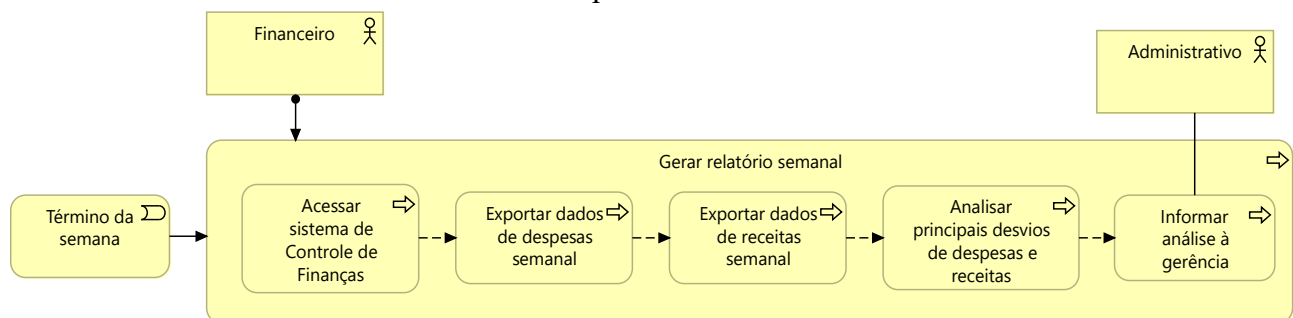 Financeiro
Administrativo
Gerar relatório semanal
Término da
semana
Acessar
sistema de
Controle de
Finanças
Exportar dados
de despesas
semanal
Exportar dados
de receitas
semanal
Analisar
principais desvios
de despesas e
receitas
Informar
análise à
gerência